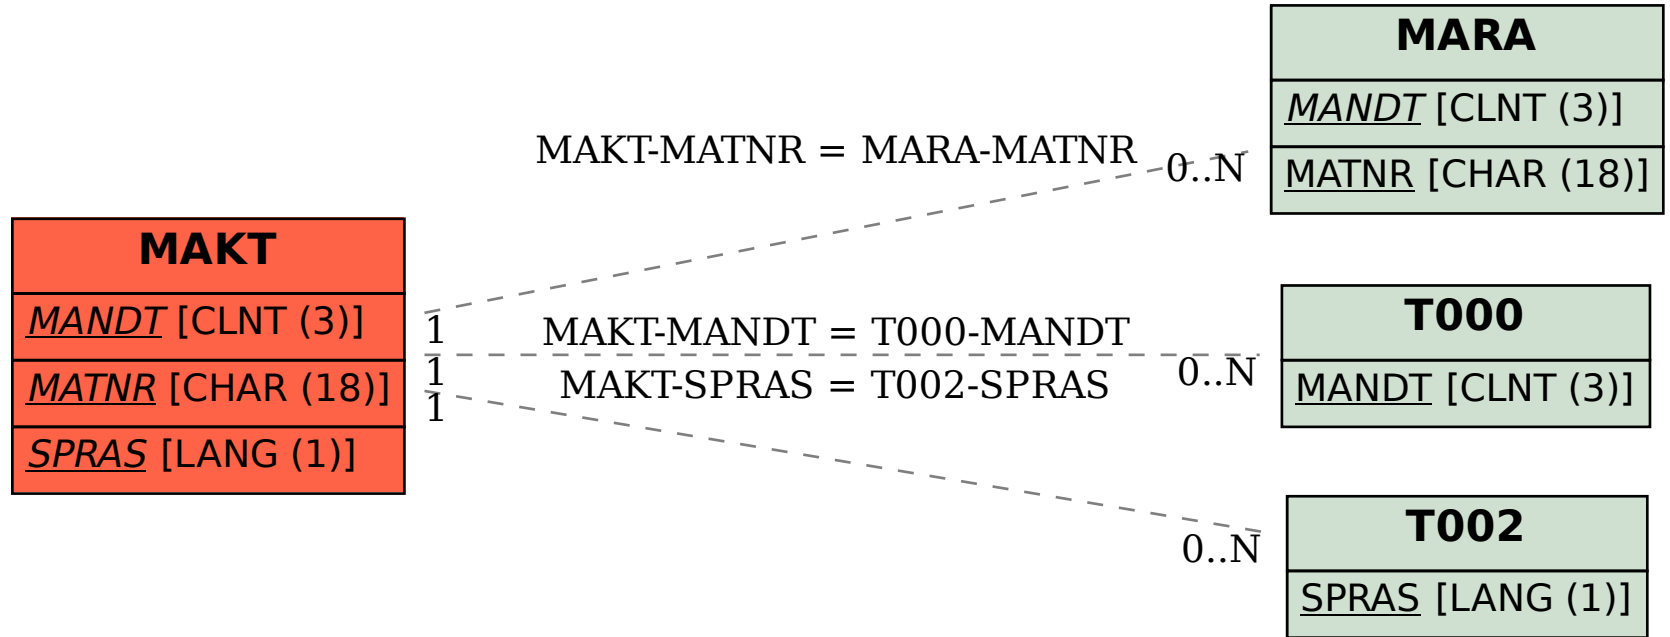 MARA
MANDT [CLNT (3)]
MATNR [CHAR (18)]
MAKT-MATNR = MARA-MATNR
0..N
MAKT
MANDT [CLNT (3)]
MATNR [CHAR (18)]
SPRAS [LANG (1)]
1
1
1
MAKT-MANDT = T000-MANDT
MAKT-SPRAS = T002-SPRAS
0..N
T000
MANDT [CLNT (3)]
0..N
T002
SPRAS [LANG (1)]